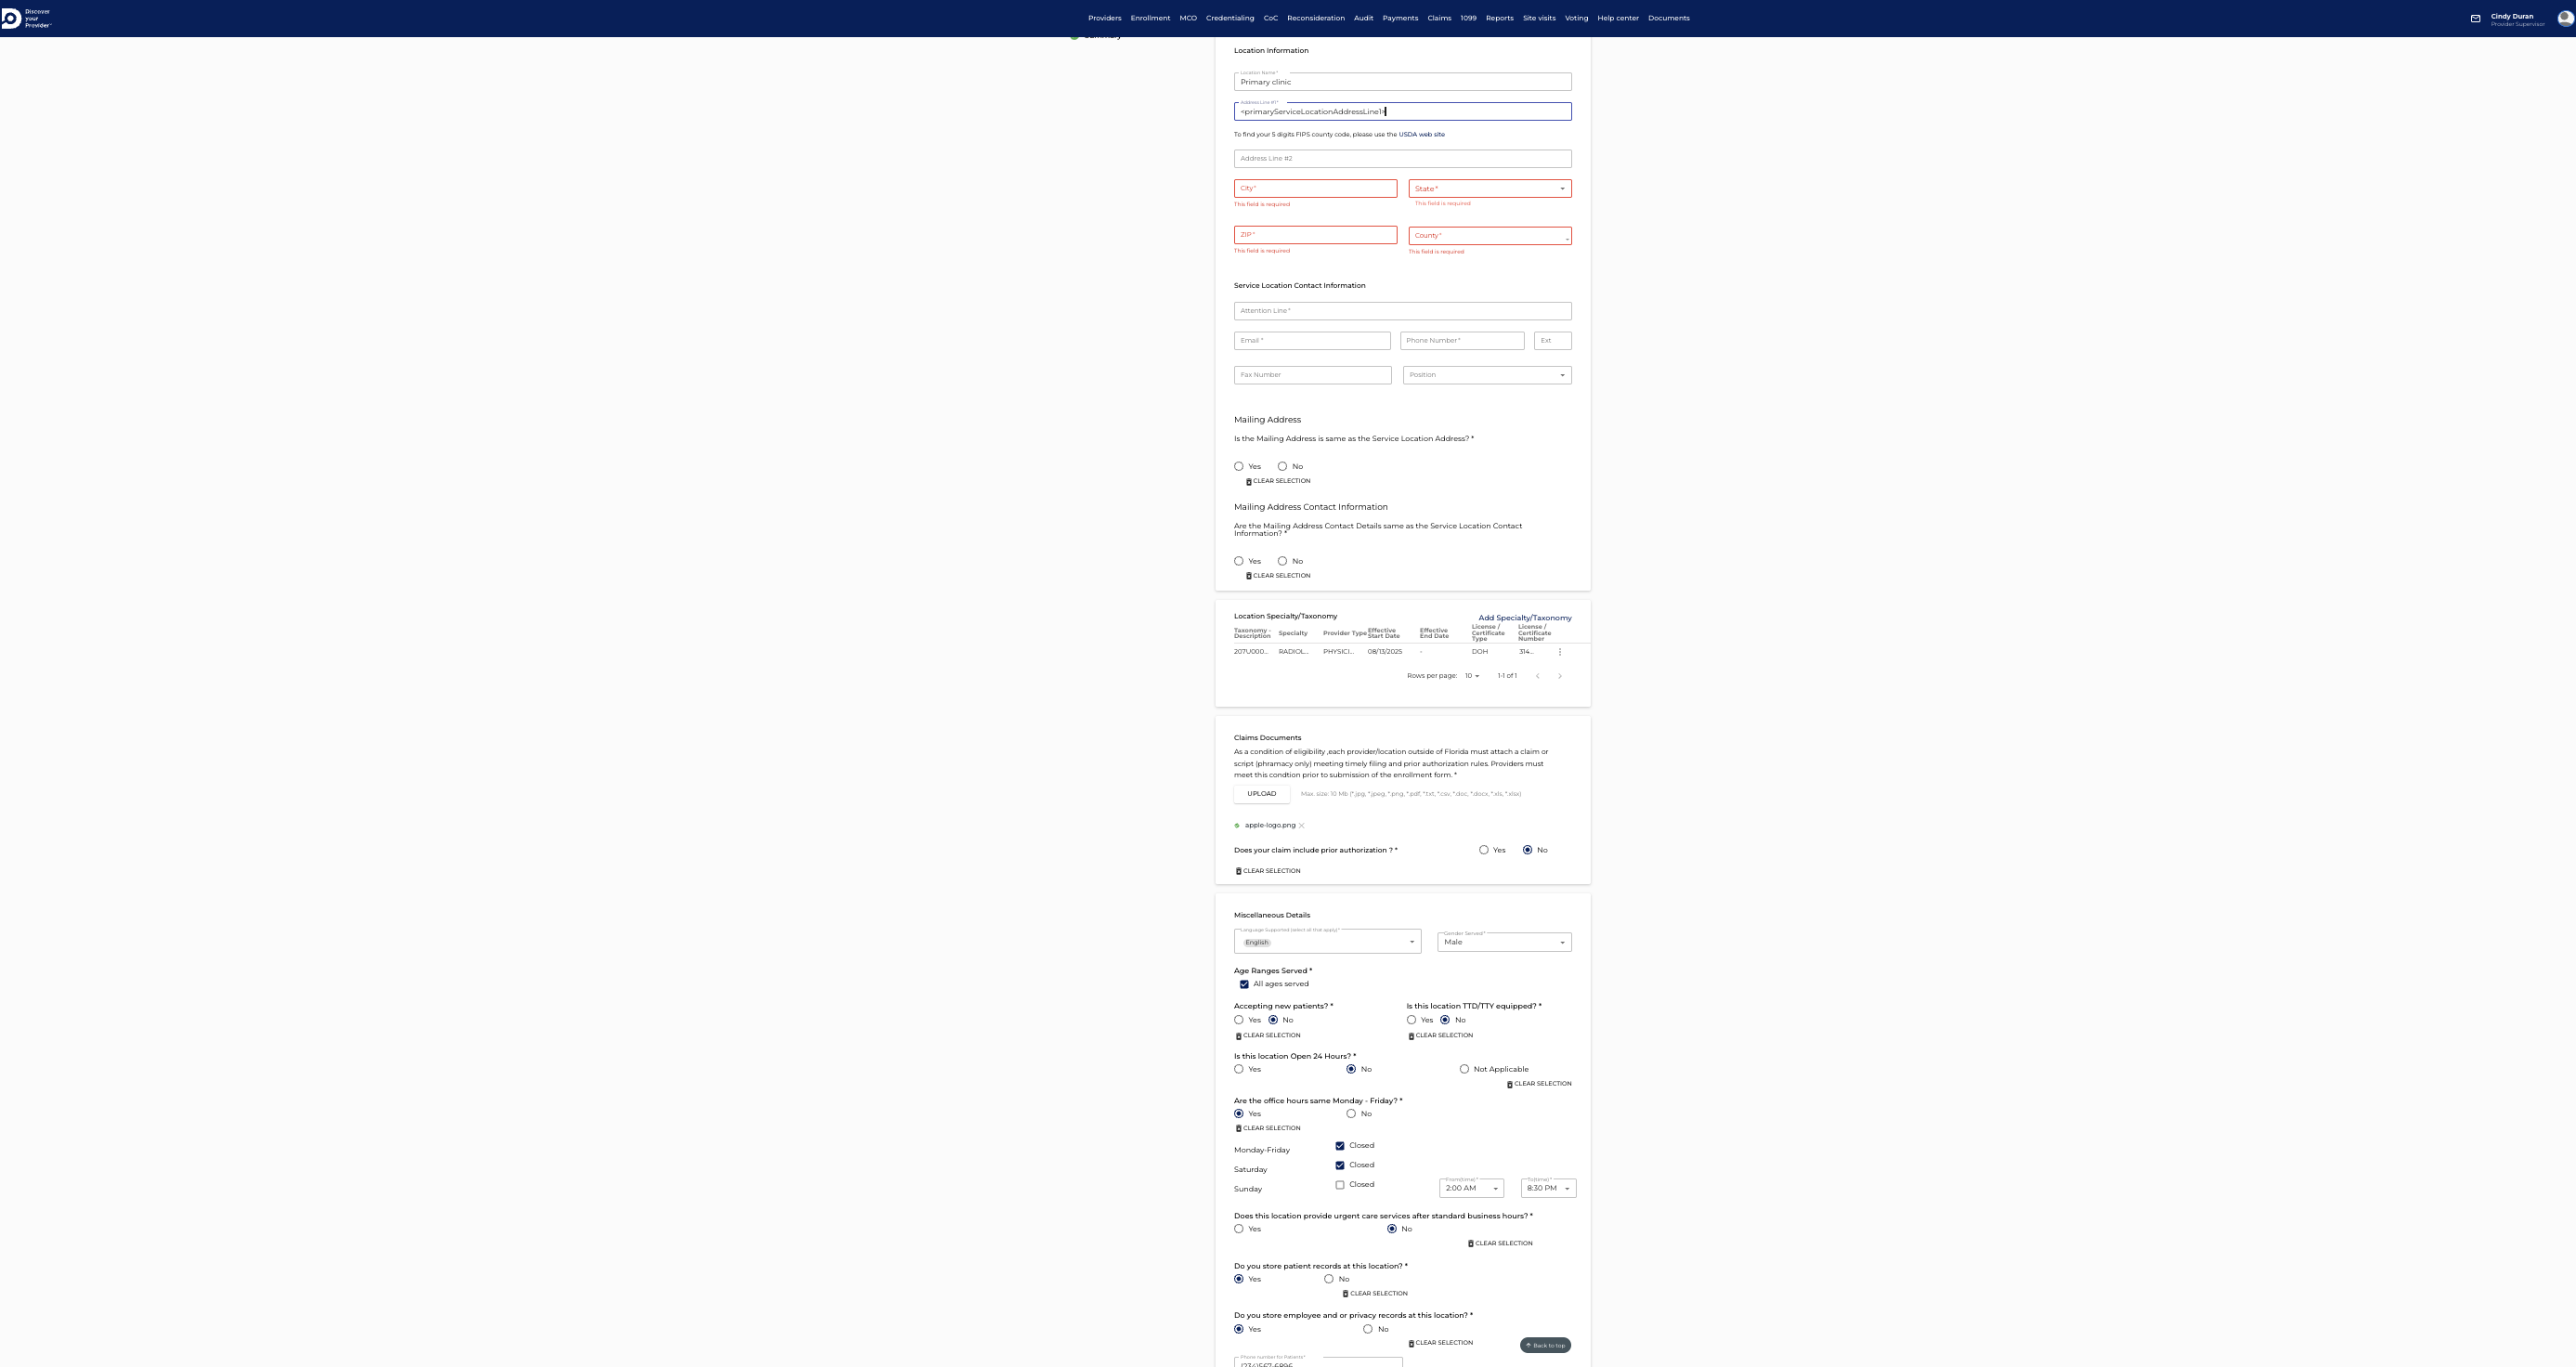 Discover
your
Provider
Providers Enrollment MCO Credentialing CoC Reconsideration Audit Payments Claims 1099 Reports Site visits Voting Help center Documents
Cindy Duran
Provider Supervisor
Location Information
Location Name*
Primary clinic
Address Line #1*
<primaryServiceLocationAddressLine1>
To find your 5 digits FIPS county code, please use the USDA web site
Address Line #2
City* State*
This field is required This field is required
ZIP* County*
This field is required This field is required
Service Location Contact Information
Attention Line*
Email * Phone Number* Ext
Fax Number Position
Mailing Address
Is the Mailing Address is same as the Service Location Address? *
Yes No
CLEAR SELECTION
Mailing Address Contact Information
Are the Mailing Address Contact Details same as the Service Location Contact
Information? *
Yes No
CLEAR SELECTION
Location Specialty/Taxonomy Add Specialty/Taxonomy
Taxonomy - Description Specialty Provider Type Effective Start Date Effective End Date License / Certificate Type License / Certificate Number
207U000... RADIOL... PHYSICI... 08/13/2025 - DOH 314...
Rows per page: 10 1-1 of 1
Claims Documents
As a condition of eligibility ,each provider/location outside of Florida must attach a claim or
script (phramacy only) meeting timely filing and prior authorization rules. Providers must
meet this condtion prior to submission of the enrollment form. *
UPLOAD Max. size: 10 Mb (*.jpg, *.jpeg, *.png, *.pdf, *.txt, *.csv, *.doc, *.docx, *.xls, *.xlsx)
apple-logo.png
Does your claim include prior authorization ? * Yes No
CLEAR SELECTION
Miscellaneous Details
Language Supported (select all that apply)* Gender Served*
English Male
Age Ranges Served *
All ages served
Accepting new patients? * Is this location TTD/TTY equipped? *
Yes No Yes No
CLEAR SELECTION CLEAR SELECTION
Is this location Open 24 Hours? *
Yes No Not Applicable
CLEAR SELECTION
Are the office hours same Monday - Friday? *
Yes No
CLEAR SELECTION
Monday-Friday Closed
Saturday Closed
Sunday Closed From(time) * To(time) *
2:00 AM 8:30 PM
Does this location provide urgent care services after standard business hours? *
Yes No
CLEAR SELECTION
Do you store patient records at this location? *
Yes No
CLEAR SELECTION
Do you store employee and or privacy records at this location? *
Yes No
CLEAR SELECTION
Back to top
Phone number for Patients*
(234)567-6896